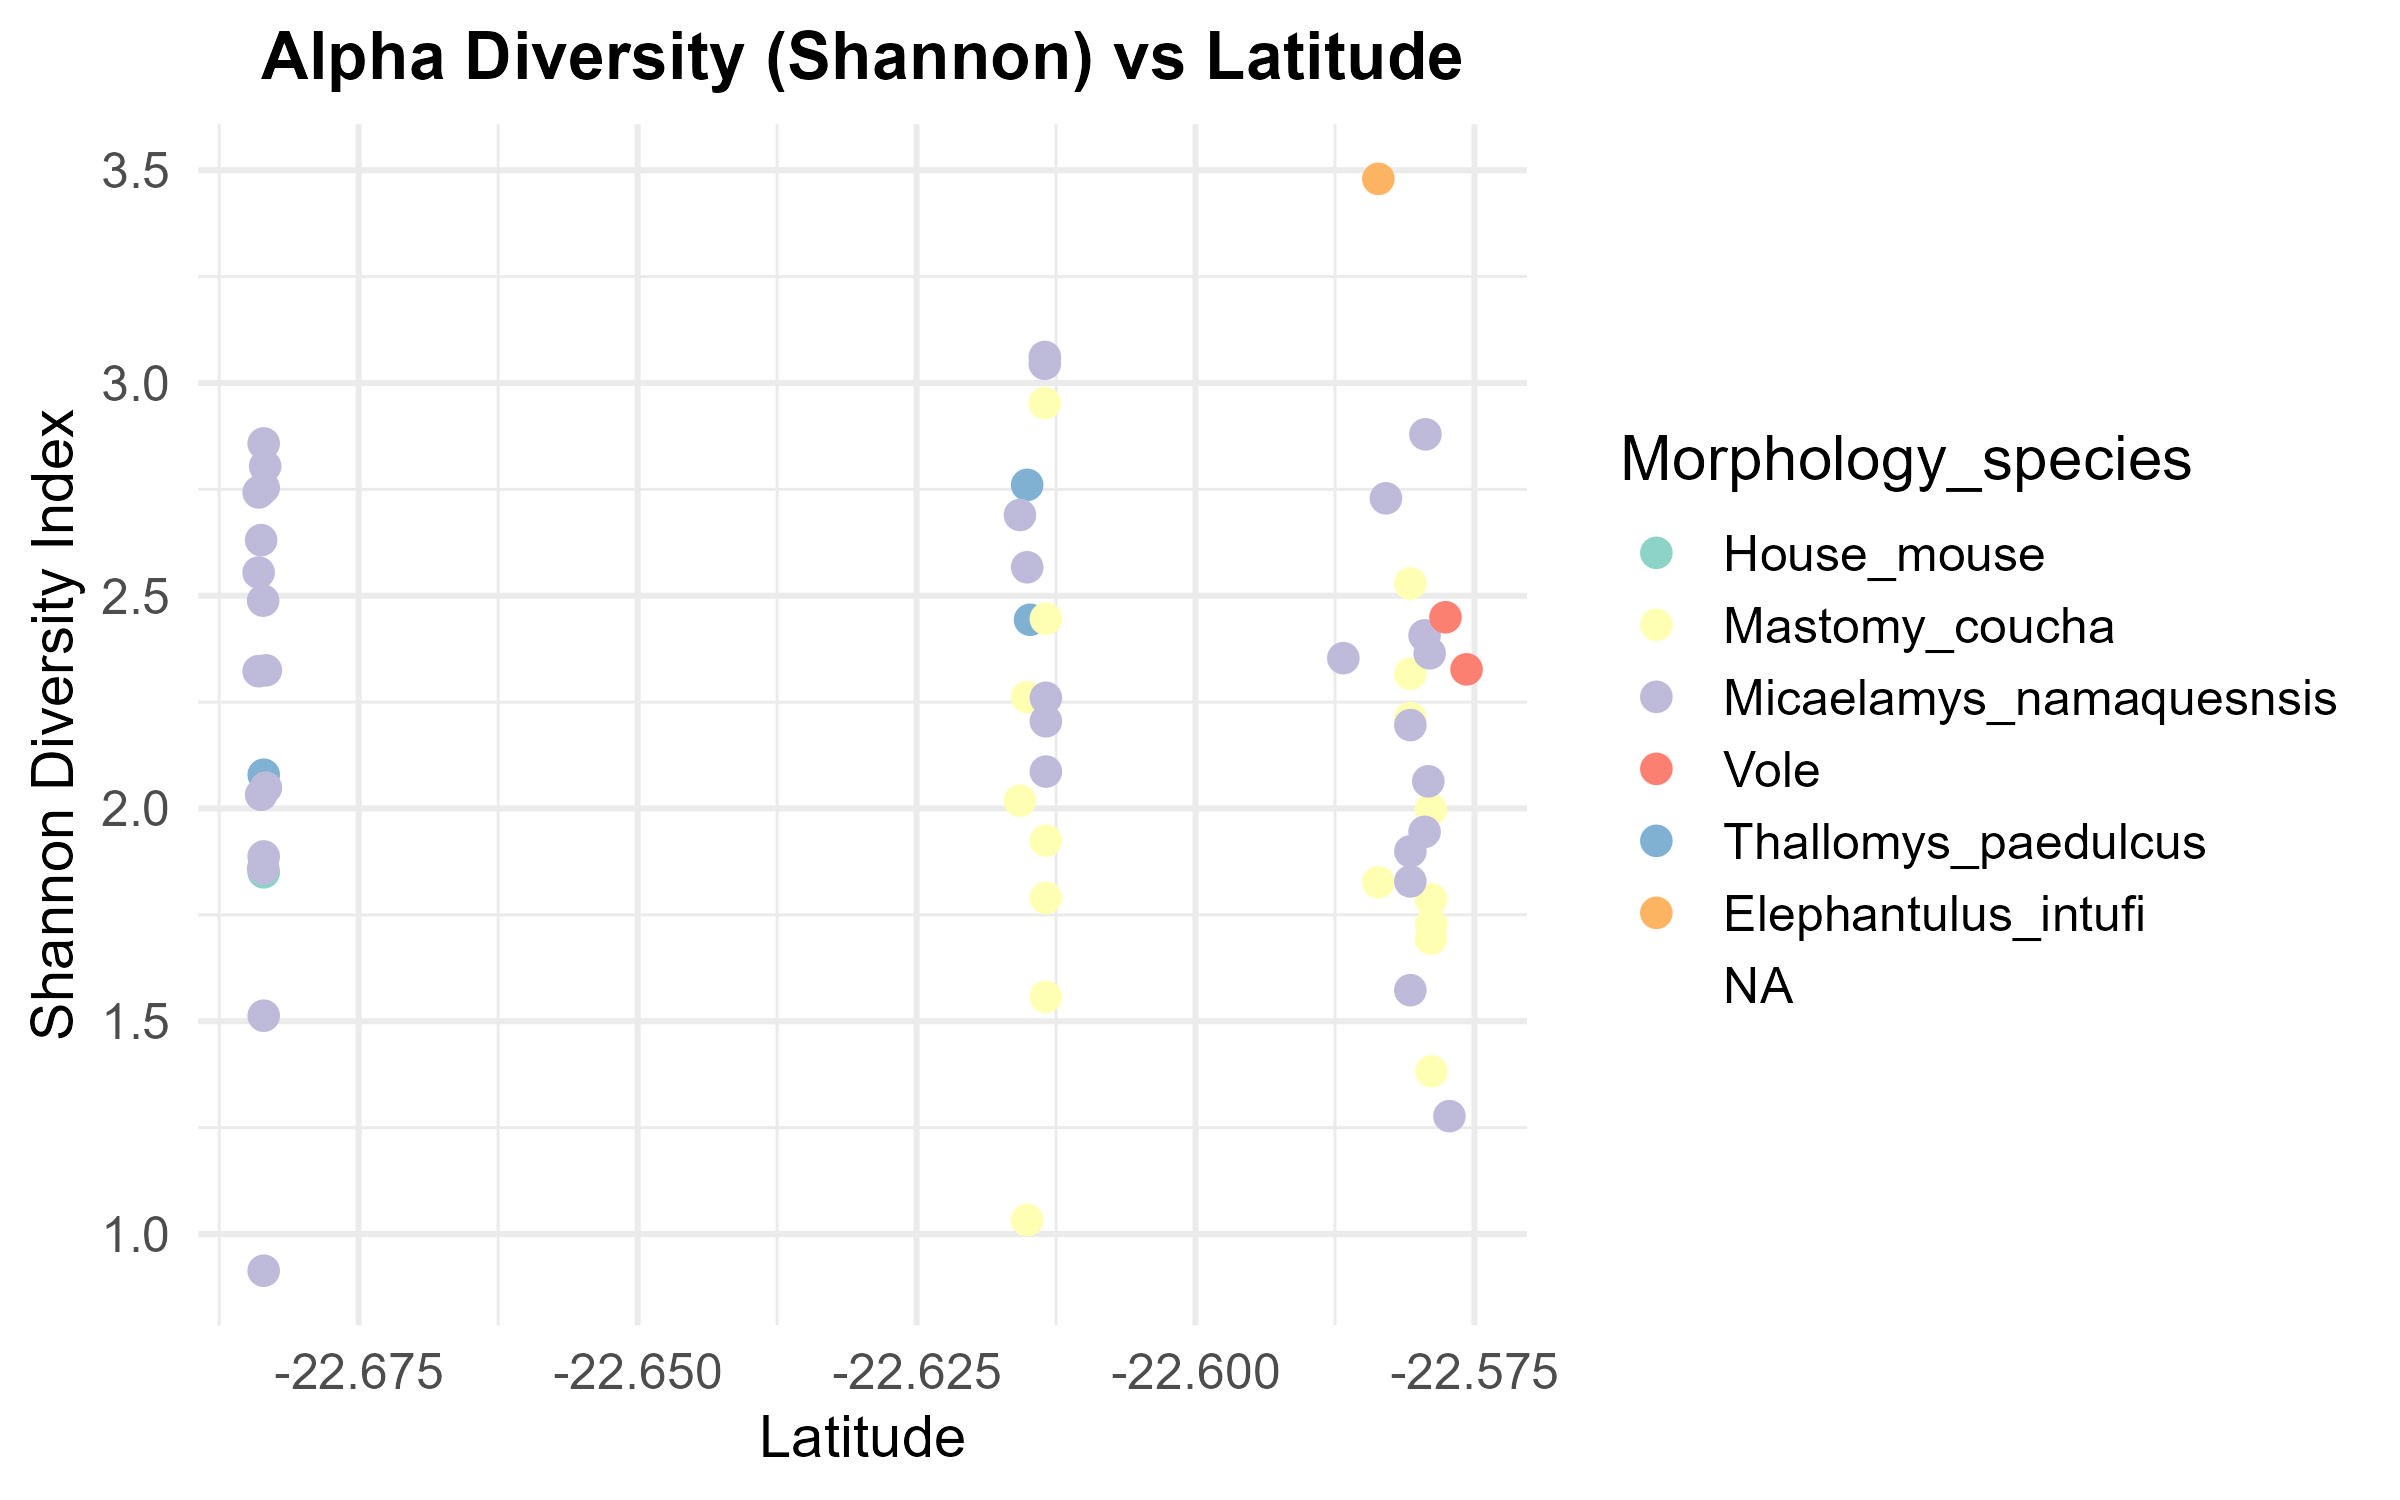 Alpha Diversity (Shannon) vs Latitude
Shannon Diversity Index
3.5
3.0
2.5
2.0
1.5
1.0
-22.675
-22.650
-22.625
-22.600
-22.575
Latitude
Morphology_species
House_mouse
Mastomy_coucha
Micaelamys_namaquesnsis
Vole
Thallomys_paedulcus
Elephantulus_intufi
NA